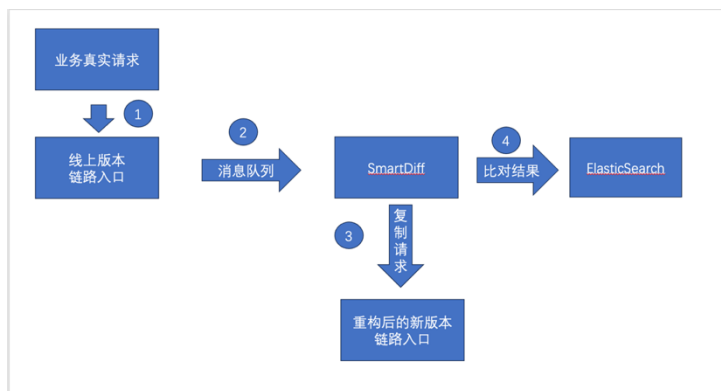 业务真实请求
1
线上版本
链路入口
2
消息队列
SmartDiff
4
比对结果
ElasticSearch
3
复
制
请
求
重构后的新版本
链路入口